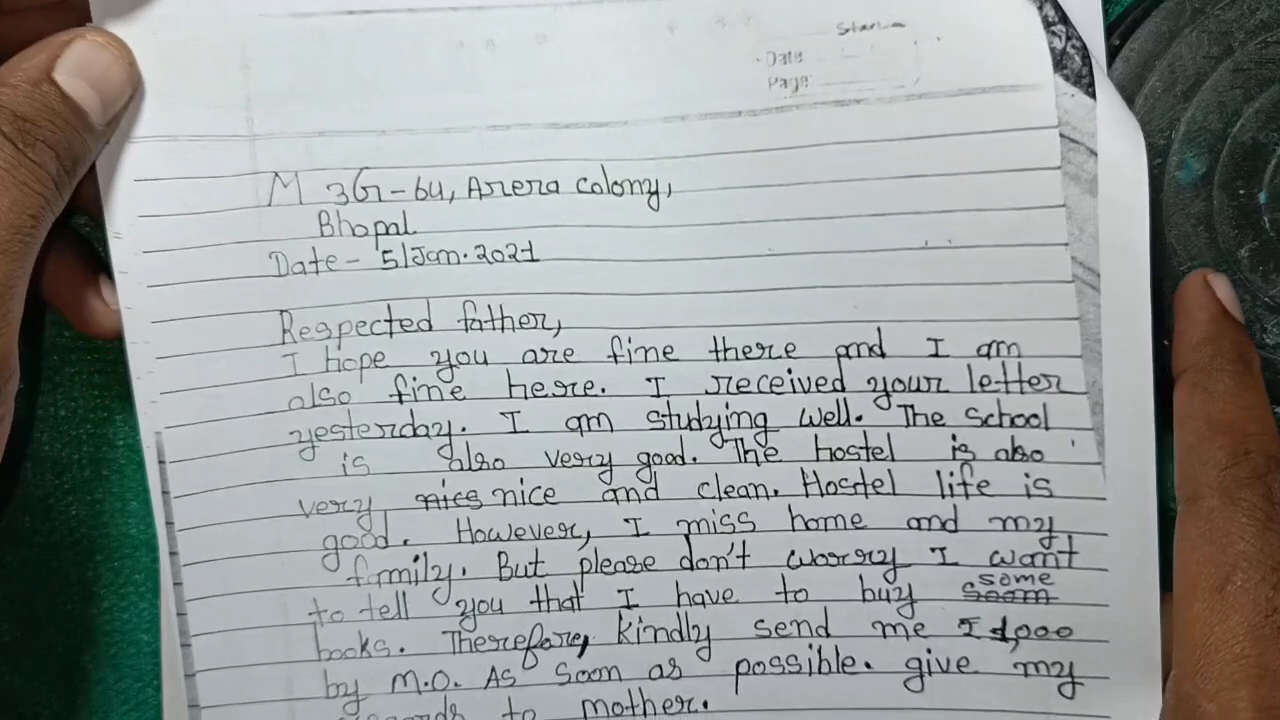 Date:
Page:
M 3G-64, Arera colony,
Bhopal
Date - 5/Jan.2021
Respected father,
I hope you are fine there and I am
also fine here. I received your letter
yesterday. I am studying well. The school
is also very good. The hostel is also
very nice and clean. Hostel life is
good. However, I miss home and my
family. But please don't worry I want
to tell you that I have to buy some
books. Therefore, kindly send me 1,000
by M.O. As soon as possible. give my
to mother.